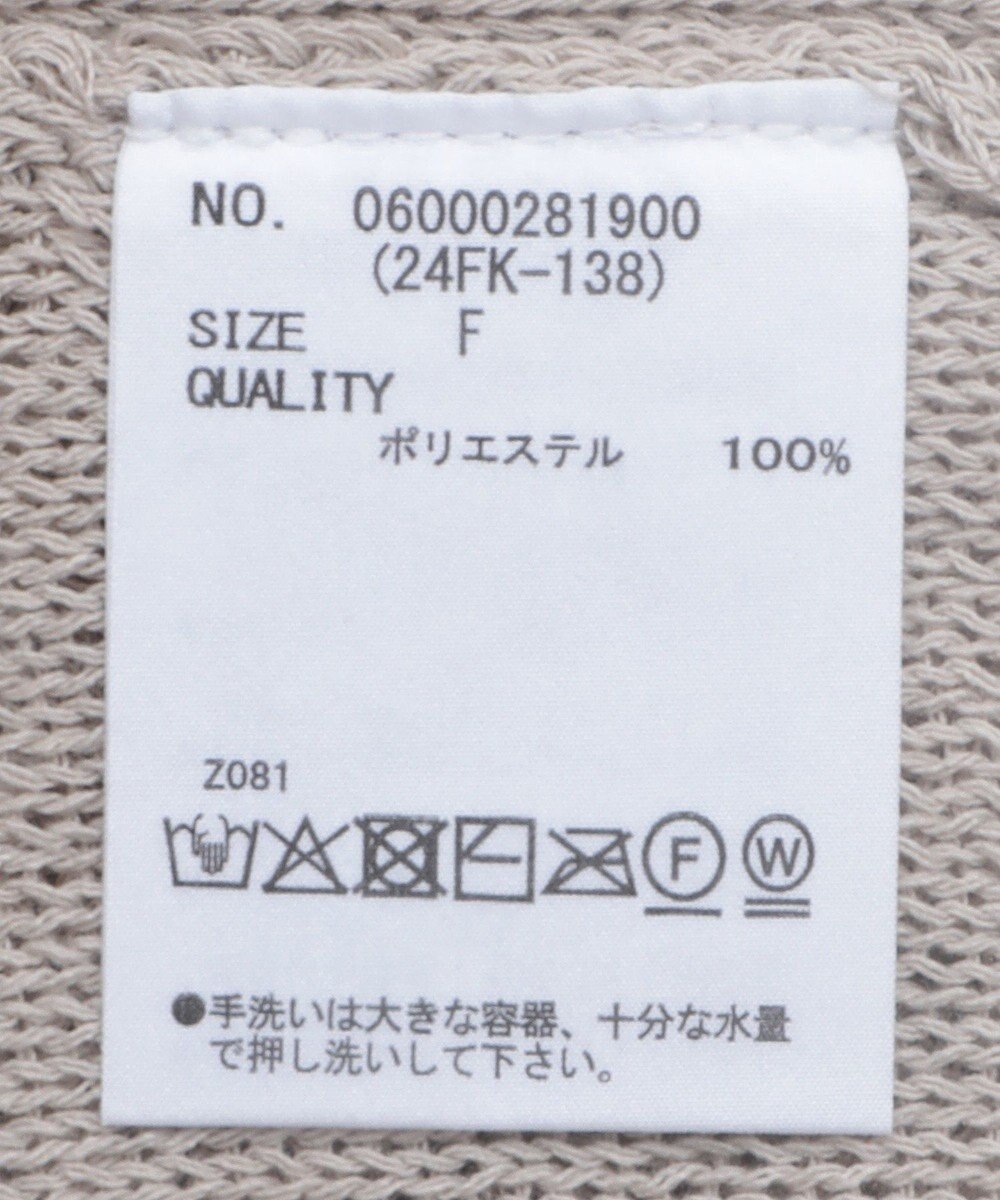 NO. 06000281900
(24FK-138)
SIZE F
QUALITY
ポリエステル 100%
Z081
F W
●手洗いは大きな容器、十分な水量
で押し洗いして下さい。